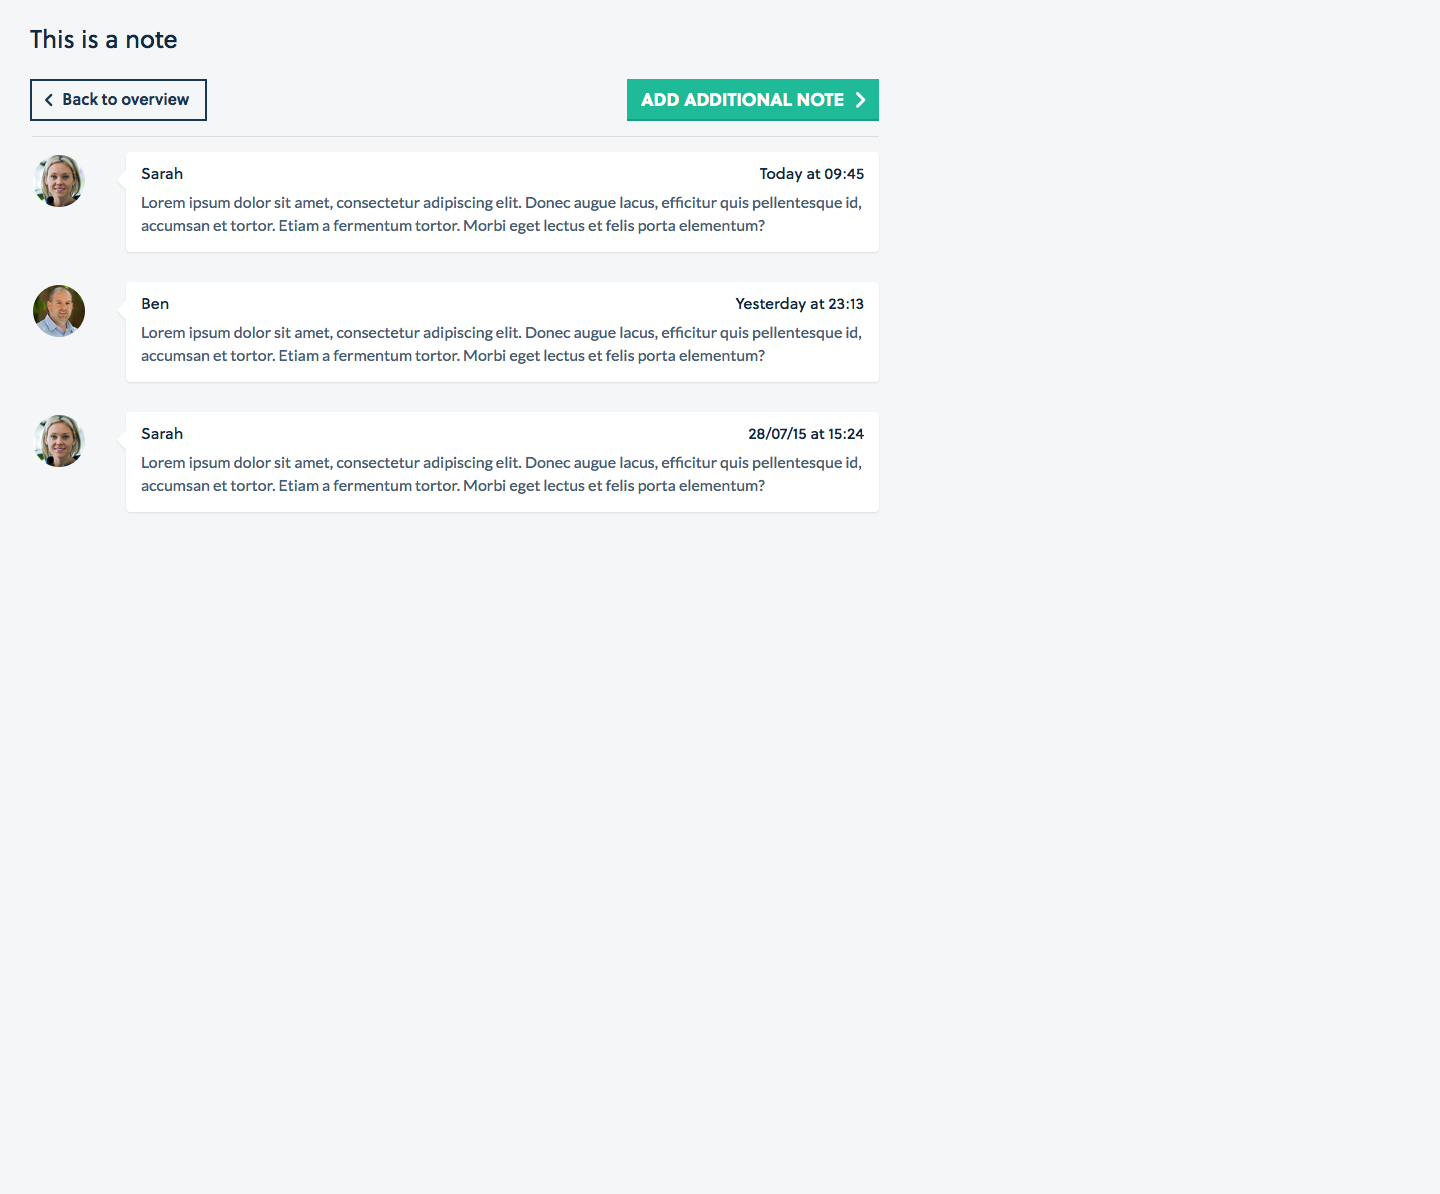 This is a note
Back to overview
ADD ADDITIONAL NOTE
Sarah
Today at 09:45
Lorem ipsum dolor sit amet, consectetur adipiscing elit. Donec augue lacus, efficitur quis pellentesque id,
accumsan et tortor. Etiam a fermentum tortor. Morbi eget lectus et felis porta elementum?
Ben
Yesterday at 23:13
Lorem ipsum dolor sit amet, consectetur adipiscing elit. Donec augue lacus, efficitur quis pellentesque id,
accumsan et tortor. Etiam a fermentum tortor. Morbi eget lectus et felis porta elementum?
Sarah
28/07/15 at 15:24
Lorem ipsum dolor sit amet, consectetur adipiscing elit. Donec augue lacus, efficitur quis pellentesque id,
accumsan et tortor. Etiam a fermentum tortor. Morbi eget lectus et felis porta elementum?